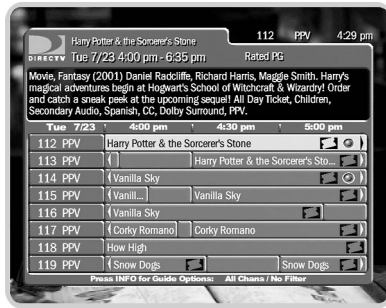 Harry Potter & the Sorcerer's Stone 112 PPV 4:29 pm
DIRECTV Tue 7/23 4:00 pm - 6:35 pm Rated PG
Movie, Fantasy (2001) Daniel Radcliffe, Richard Harris, Maggie Smith. Harry's
magical adventures begin at Hogwart's School of Witchcraft & Wizardry! Order
and catch a sneak peek at the upcoming sequel! All Day Ticket, Children,
Secondary Audio, Spanish, CC, Dolby Surround, PPV.
Tue 7/23 4:00 pm 4:30 pm 5:00 pm
112 PPV Harry Potter & the Sorcerer's Stone
113 PPV Harry Potter & the Sorcerer's Sto...
114 PPV Vanilla Sky
115 PPV Vanill... Vanilla Sky
116 PPV Vanilla Sky
117 PPV Corky Romano Corky Romano
118 PPV How High
119 PPV Snow Dogs Snow Dogs
Press INFO for Guide Options: All Chans / No Filter